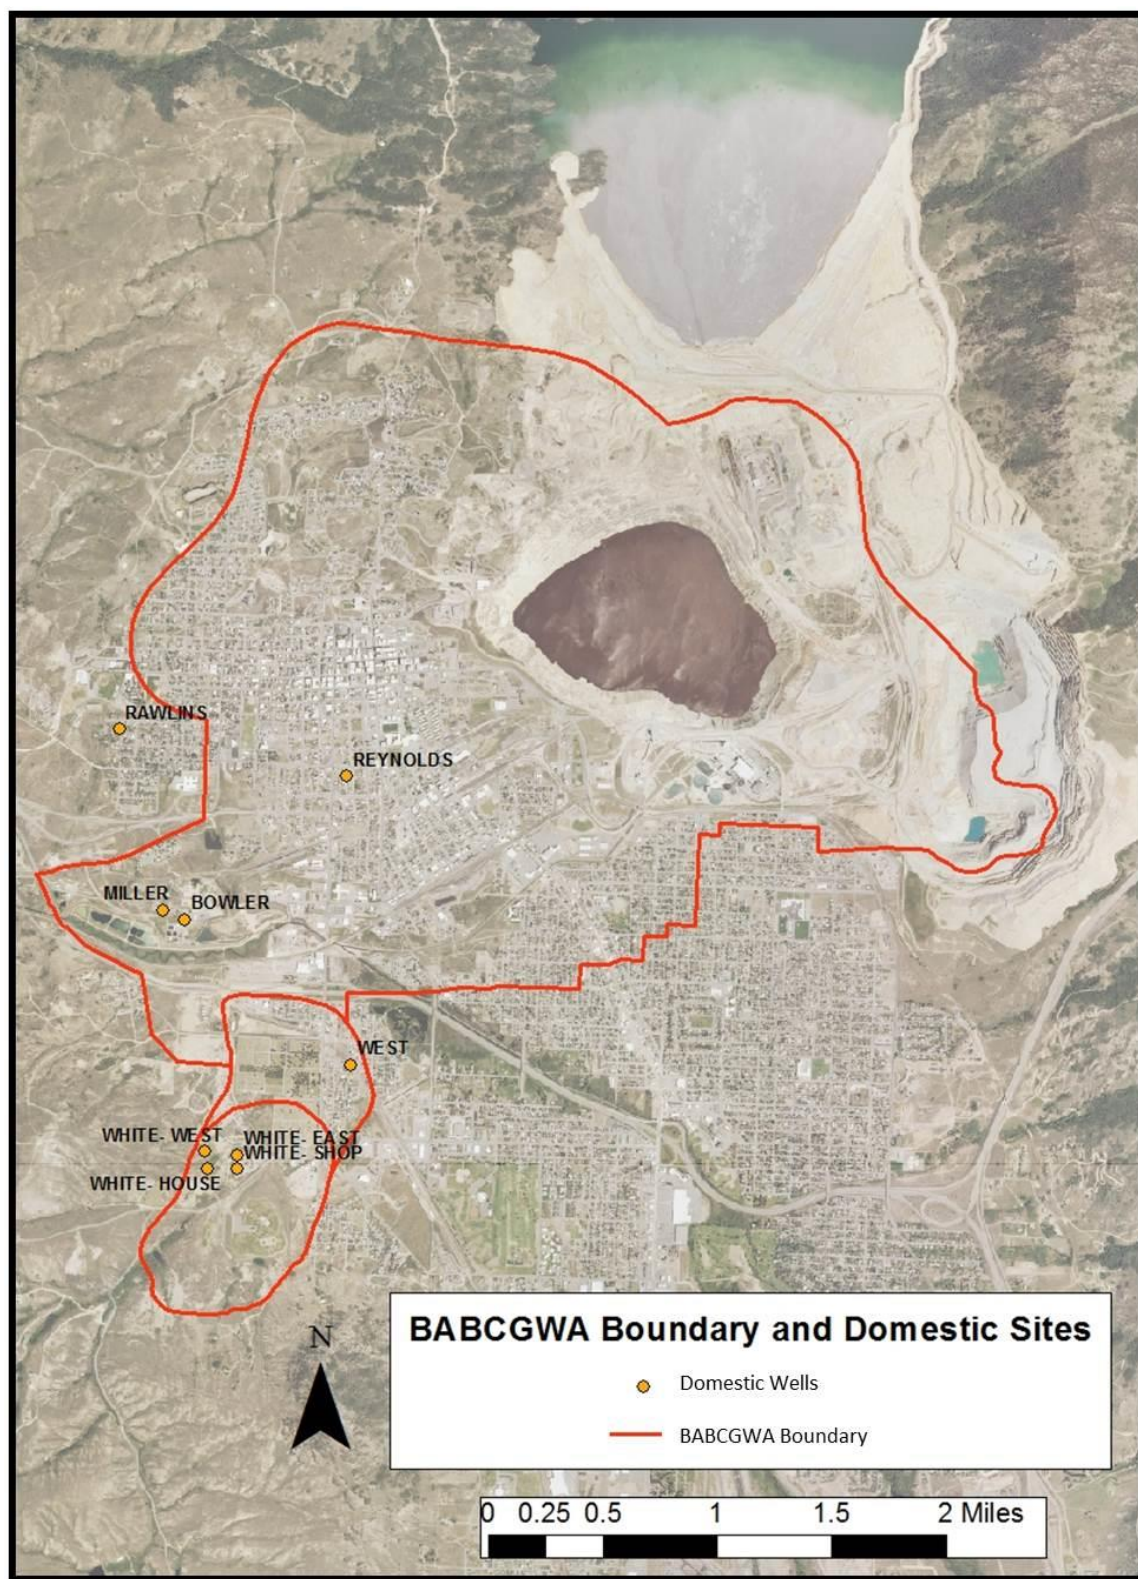 RAWLINS
REYNOLDS
MILLER
BOWLER
WEST
WHITE- WEST
WHITE- EAST
WHITE- SHOP
WHITE- HOUSE
N
BABCGWA Boundary and Domestic Sites
Domestic Wells
BABCGWA Boundary
0 0.25 0.5 1 1.5 2 Miles